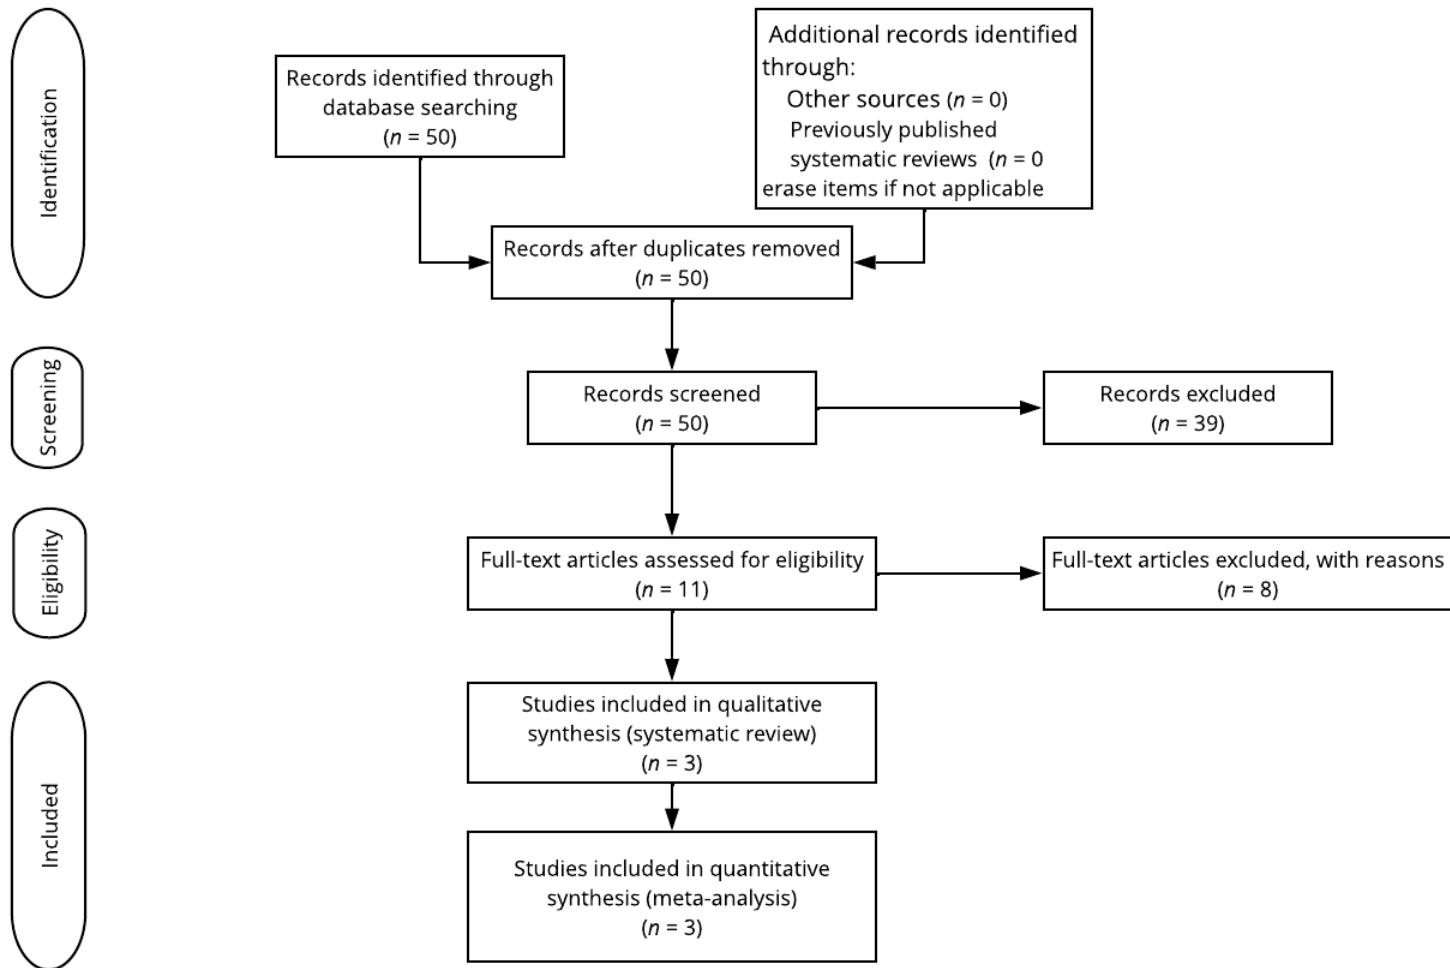 Identification
Records identified through
database searching
(n = 50)
Additional records identified
through:
Other sources (n = 0)
Previously published
systematic reviews (n = 0
erase items if not applicable
Records after duplicates removed
(n = 50)
Screening
Records screened
(n = 50)
Records excluded
(n = 39)
Eligibility
Full-text articles assessed for eligibility
(n = 11)
Full-text articles excluded, with reasons
(n = 8)
Included
Studies included in qualitative
synthesis (systematic review)
(n = 3)
Studies included in quantitative
synthesis (meta-analysis)
(n = 3)